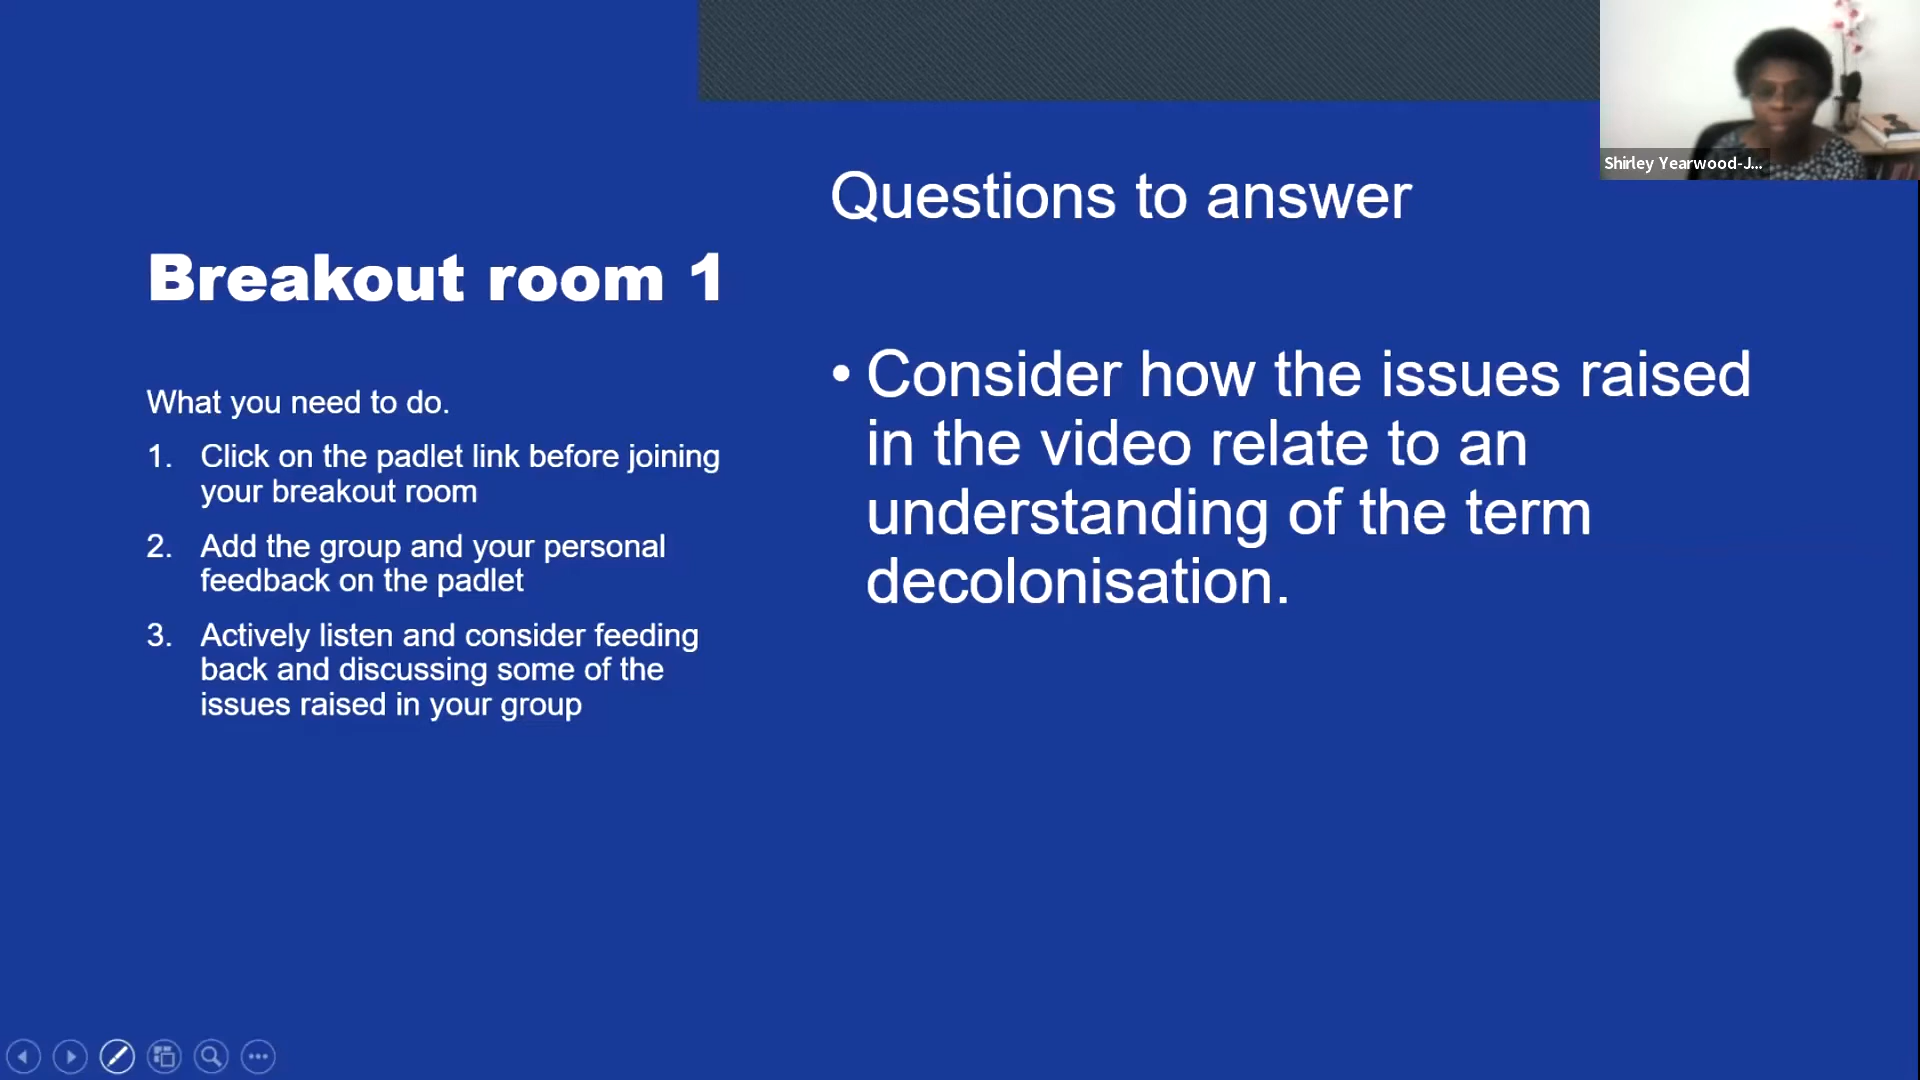 Shirley Yearwood-J...
Questions to answer
Breakout room 1
What you need to do.
1. Click on the padlet link before joining
your breakout room
2. Add the group and your personal
feedback on the padlet
3. Actively listen and consider feeding
back and discussing some of the
issues raised in your group
• Consider how the issues raised
in the video relate to an
understanding of the term
decolonisation.